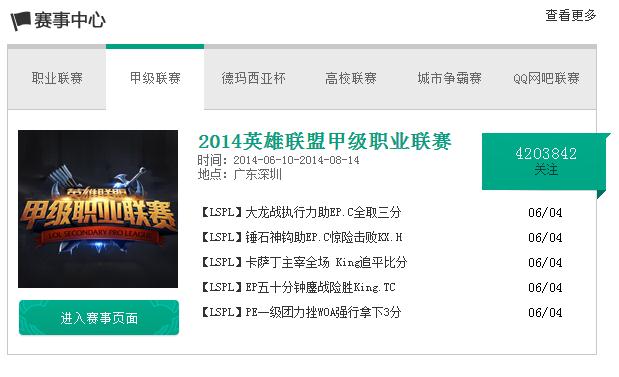 赛事中心
查看更多
职业联赛 甲级联赛 德玛西亚杯 高校联赛 城市争霸赛 QQ网吧联赛
2014英雄联盟甲级职业联赛
时间：2014-06-10-2014-08-14
地点：广东深圳
4203842
关注
英雄联盟
甲级职业联赛
LOL SECONDARY PRO LEAGUE
【LSPL】大龙战执行力助EP.C全取三分 06/04
【LSPL】锤石神钩助EP.C惊险击败KX.H 06/04
【LSPL】卡萨丁主宰全场 King追平比分 06/04
【LSPL】EP五十分钟鏖战险胜King.TC 06/04
【LSPL】PE一级团力挫WOA强行拿下3分 06/04
进入赛事页面